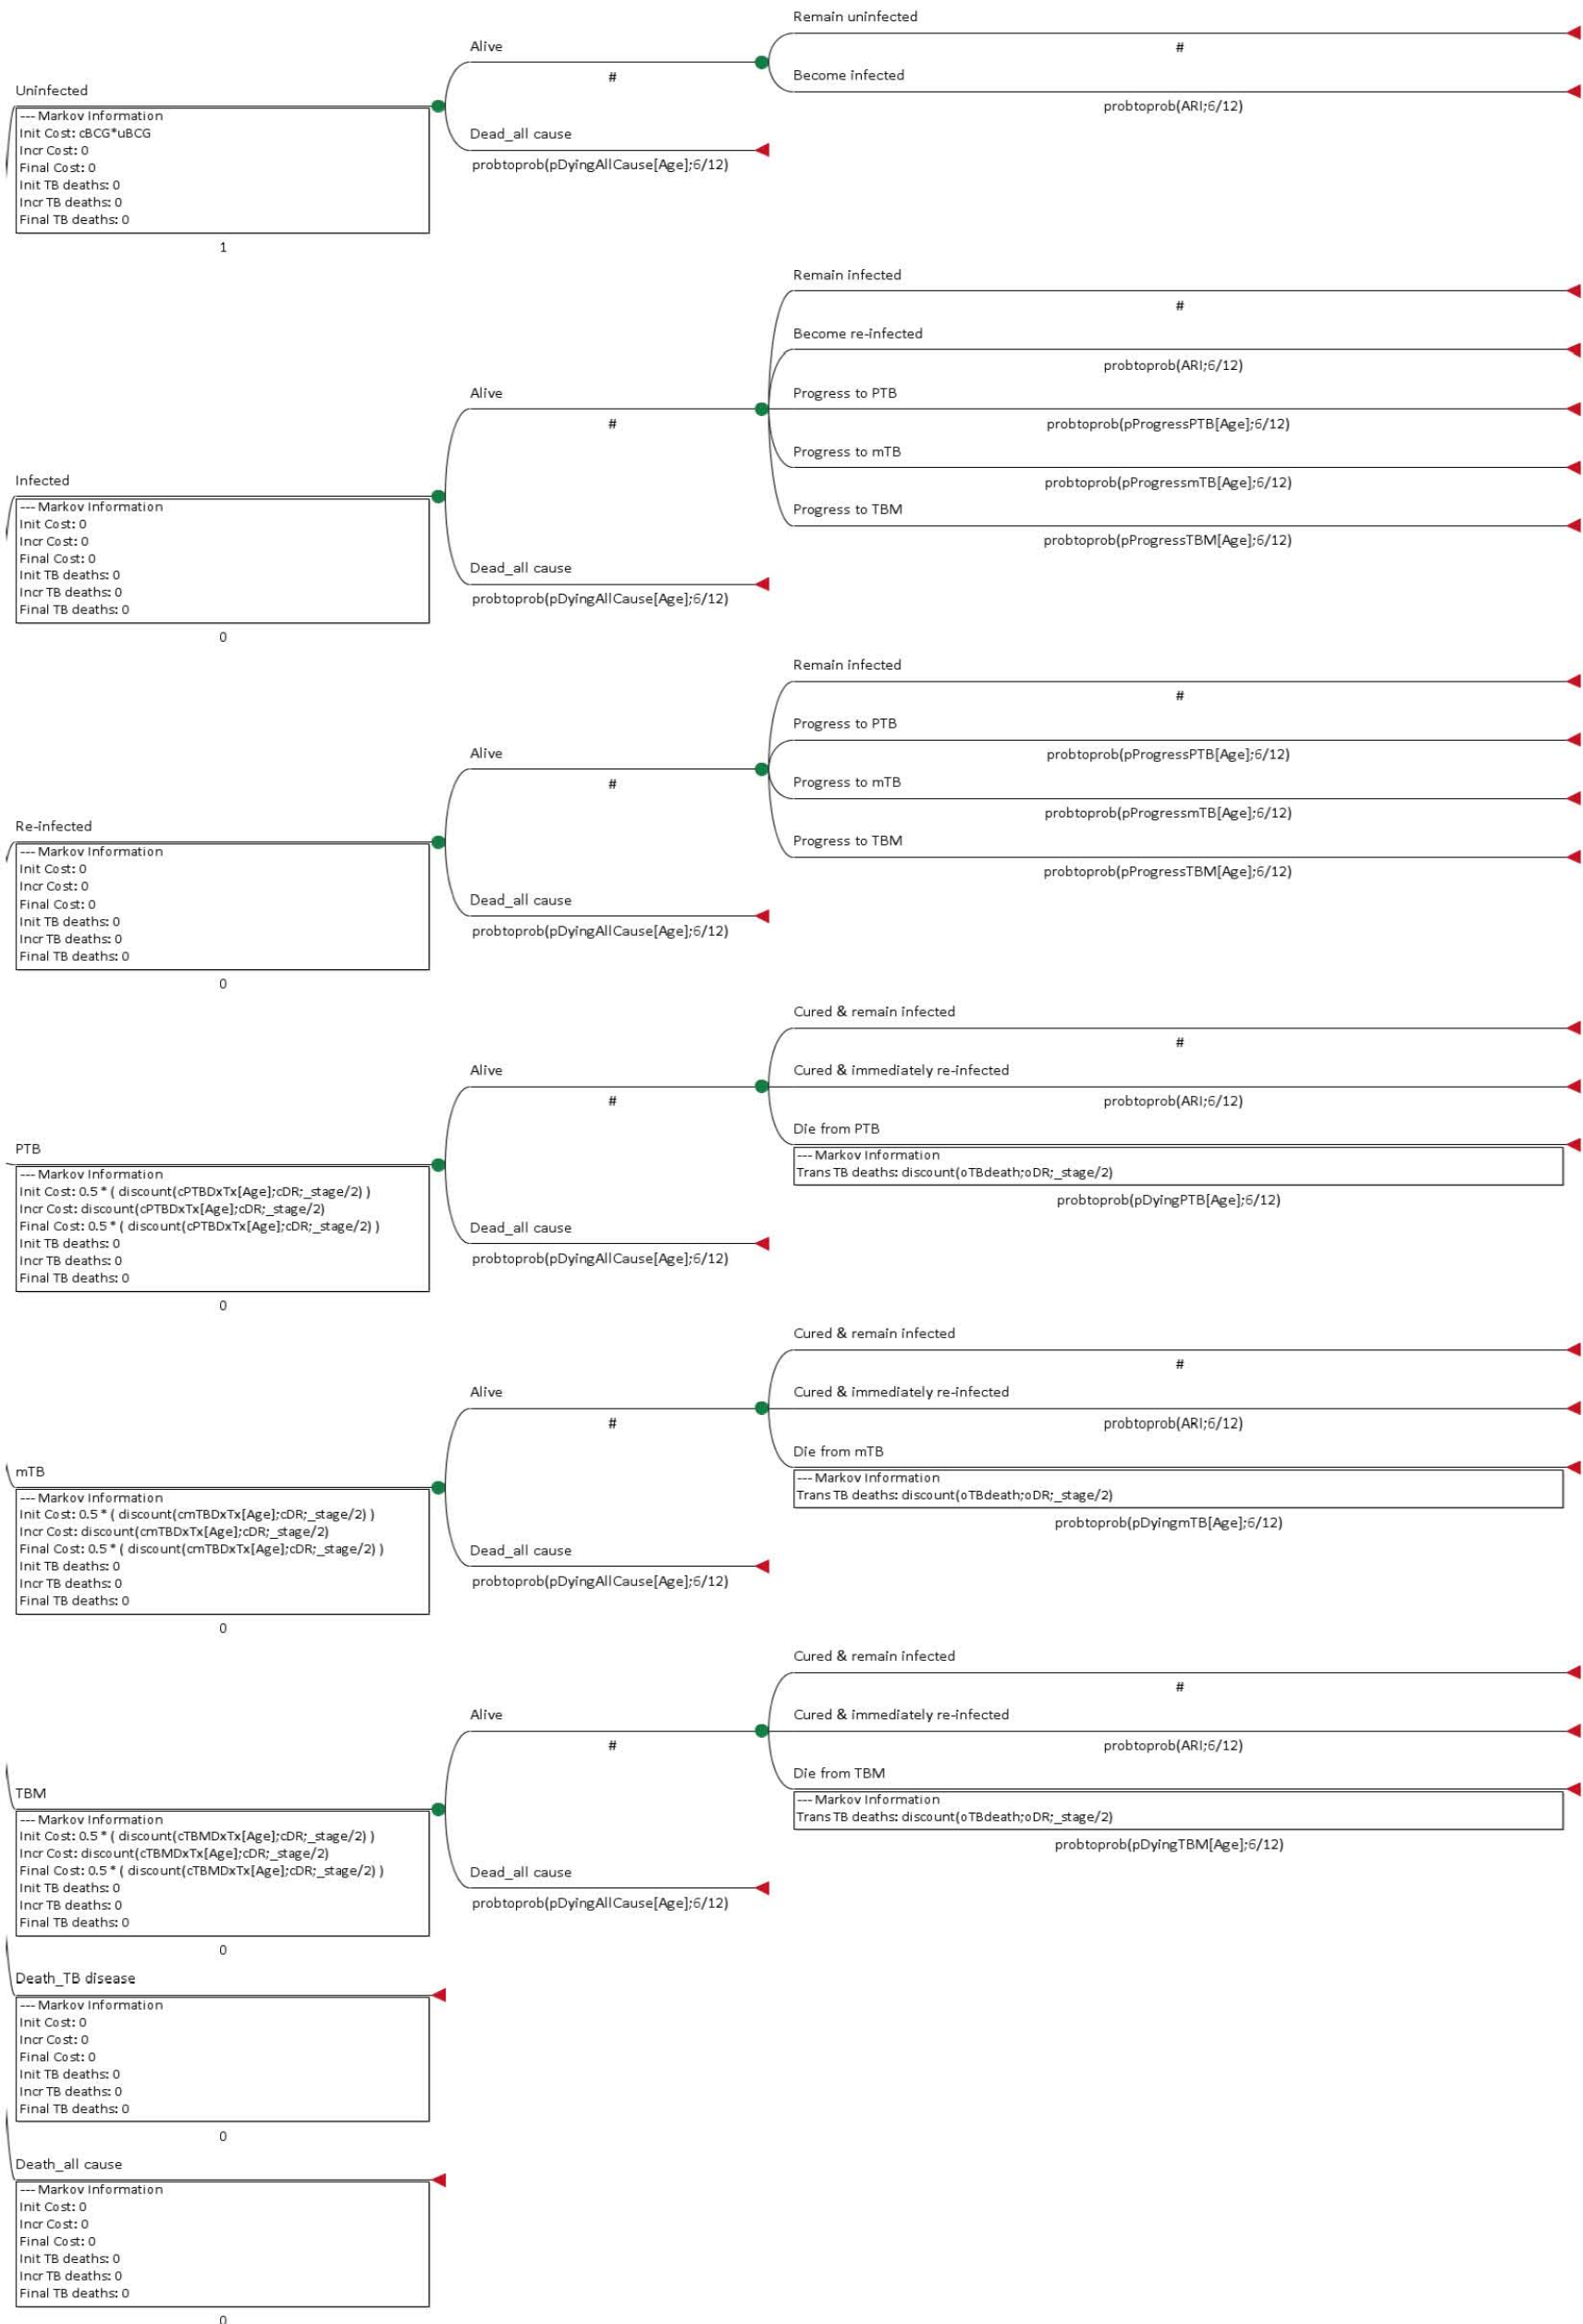 Remain uninfected
#
Alive
#
Become infected
probtoprob(ARI;6/12)
Uninfected
--- Markov Information
Init Cost: cBCG*uBCG
Incr Cost: 0
Final Cost: 0
Init TB deaths: 0
Incr TB deaths: 0
Final TB deaths: 0
1
Dead_all cause
probtoprob(pDyingAllCause[Age];6/12)
Remain infected
#
Become re-infected
probtoprob(ARI;6/12)
Alive
#
Progress to PTB
probtoprob(pProgressPTB[Age];6/12)
Progress to mTB
probtoprob(pProgressmTB[Age];6/12)
Progress to TBM
probtoprob(pProgressTBM[Age];6/12)
Infected
--- Markov Information
Init Cost: 0
Incr Cost: 0
Final Cost: 0
Init TB deaths: 0
Incr TB deaths: 0
Final TB deaths: 0
0
Dead_all cause
probtoprob(pDyingAllCause[Age];6/12)
Remain infected
#
Progress to PTB
probtoprob(pProgressPTB[Age];6/12)
Alive
#
Progress to mTB
probtoprob(pProgressmTB[Age];6/12)
Progress to TBM
probtoprob(pProgressTBM[Age];6/12)
Re-infected
--- Markov Information
Init Cost: 0
Incr Cost: 0
Final Cost: 0
Init TB deaths: 0
Incr TB deaths: 0
Final TB deaths: 0
0
Dead_all cause
probtoprob(pDyingAllCause[Age];6/12)
Cured & remain infected
#
Alive
#
Cured & immediately re-infected
probtoprob(ARI;6/12)
Die from PTB
--- Markov Information
Trans TB deaths: discount(oTBdeath;oDR;_stage/2)
probtoprob(pDyingPTB[Age];6/12)
PTB
--- Markov Information
Init Cost: 0.5 * ( discount(cPTBDxTx[Age];cDR;_stage/2) )
Incr Cost: discount(cPTBDxTx[Age];cDR;_stage/2)
Final Cost: 0.5 * ( discount(cPTBDxTx[Age];cDR;_stage/2) )
Init TB deaths: 0
Incr TB deaths: 0
Final TB deaths: 0
0
Dead_all cause
probtoprob(pDyingAllCause[Age];6/12)
Cured & remain infected
#
Alive
#
Cured & immediately re-infected
probtoprob(ARI;6/12)
Die from mTB
--- Markov Information
Trans TB deaths: discount(oTBdeath;oDR;_stage/2)
probtoprob(pDyingmTB[Age];6/12)
mTB
--- Markov Information
Init Cost: 0.5 * ( discount(cmTBDxTx[Age];cDR;_stage/2) )
Incr Cost: discount(cmTBDxTx[Age];cDR;_stage/2)
Final Cost: 0.5 * ( discount(cmTBDxTx[Age];cDR;_stage/2) )
Init TB deaths: 0
Incr TB deaths: 0
Final TB deaths: 0
0
Dead_all cause
probtoprob(pDyingAllCause[Age];6/12)
Cured & remain infected
#
Alive
#
Cured & immediately re-infected
probtoprob(ARI;6/12)
Die from TBM
--- Markov Information
Trans TB deaths: discount(oTBdeath;oDR;_stage/2)
probtoprob(pDyingTBM[Age];6/12)
TBM
--- Markov Information
Init Cost: 0.5 * ( discount(cTBMDxTx[Age];cDR;_stage/2) )
Incr Cost: discount(cTBMDxTx[Age];cDR;_stage/2)
Final Cost: 0.5 * ( discount(cTBMDxTx[Age];cDR;_stage/2) )
Init TB deaths: 0
Incr TB deaths: 0
Final TB deaths: 0
0
Dead_all cause
probtoprob(pDyingAllCause[Age];6/12)
Death_TB disease
--- Markov Information
Init Cost: 0
Incr Cost: 0
Final Cost: 0
Init TB deaths: 0
Incr TB deaths: 0
Final TB deaths: 0
0
Death_all cause
--- Markov Information
Init Cost: 0
Incr Cost: 0
Final Cost: 0
Init TB deaths: 0
Incr TB deaths: 0
Final TB deaths: 0
0